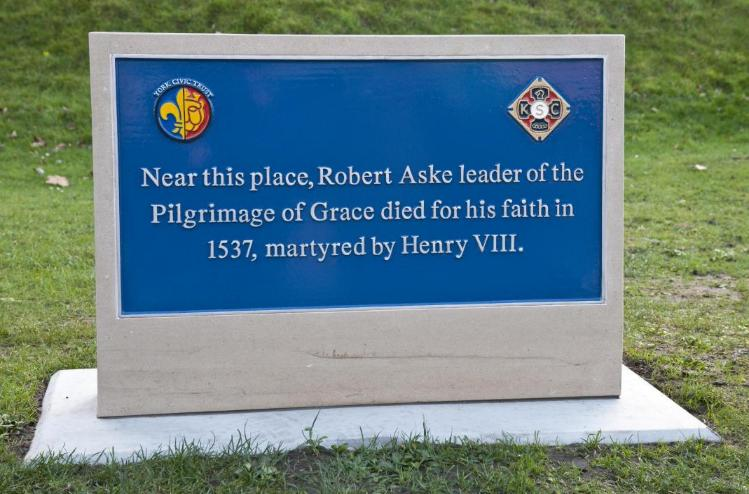 YORK CIVIC TRUST
KSC
Near this place, Robert Aske leader of the
Pilgrimage of Grace died for his faith in
1537, martyred by Henry VIII.